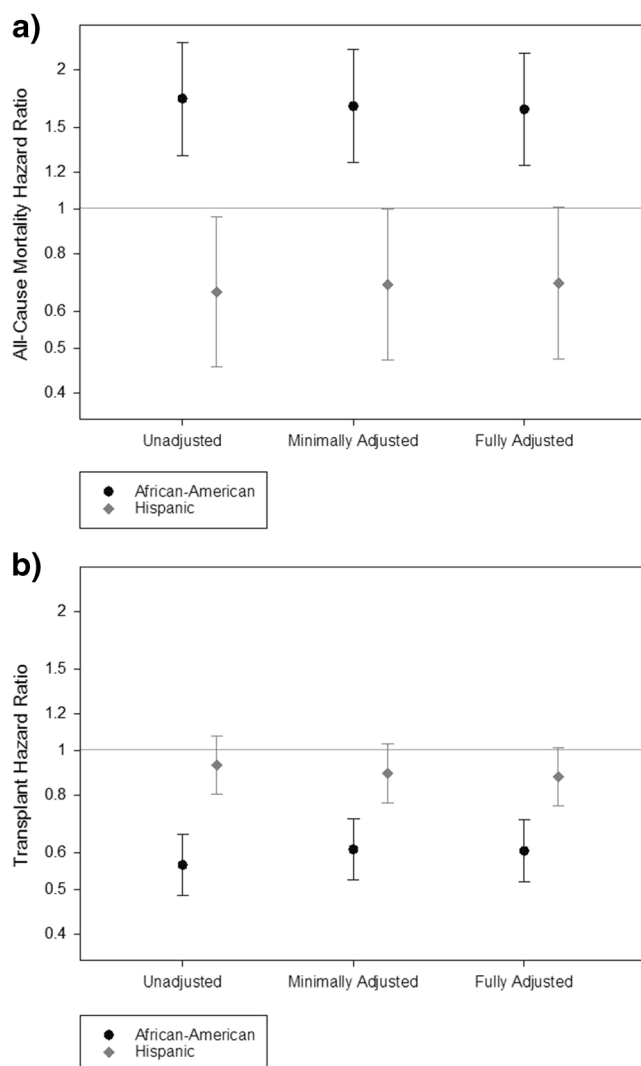 a)
All-Cause Mortality Hazard Ratio
2
1.5
1.2
1
0.8
0.6
0.5
0.4
Unadjusted Minimally Adjusted Fully Adjusted
African-American
Hispanic
b)
Transplant Hazard Ratio
2
1.5
1.2
1
0.8
0.6
0.5
0.4
Unadjusted Minimally Adjusted Fully Adjusted
African-American
Hispanic